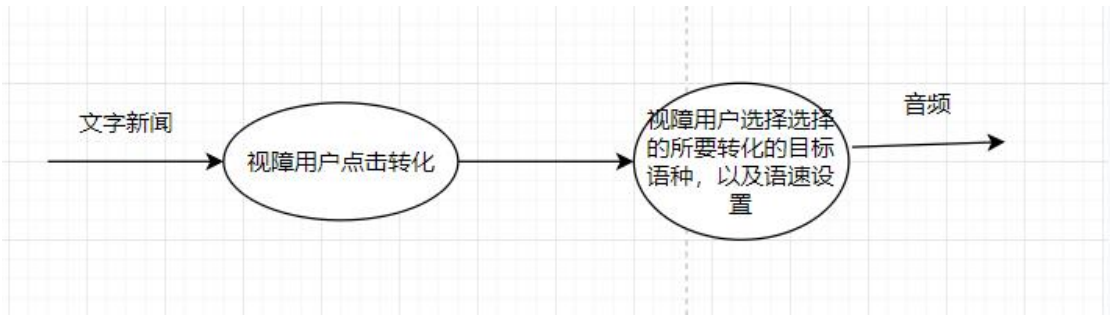 文字新闻
视障用户点击转化
视障用户选择选择
的所要转化的目标
语种，以及语速设
置
音频